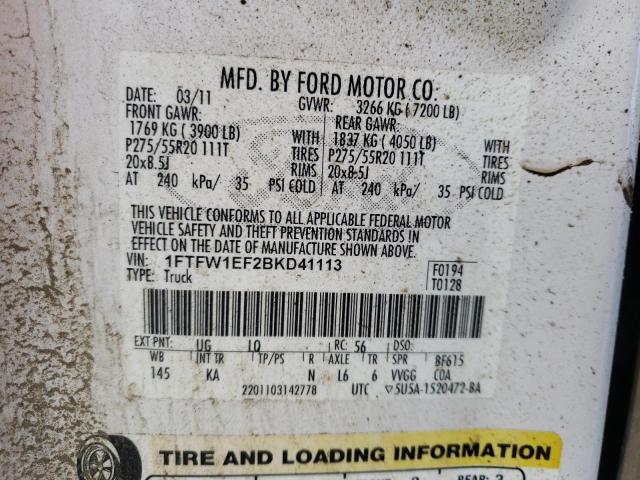 MFD. BY FORD MOTOR CO.
DATE: 03/11 GVWR: 3266 KG ( 7200 LB)
FRONT GAWR: REAR GAWR:
1769 KG ( 3900 LB) WITH 1837 KG ( 4050 LB) WITH
P275/55R20 111T TIRES P275/55R20 111T TIRES
20x8.5J RIMS 20x8.5J RIMS
AT 240 kPa/ 35 PSI COLD AT 240 kPa/ 35 PSI COLD
THIS VEHICLE CONFORMS TO ALL APPLICABLE FEDERAL MOTOR
VEHICLE SAFETY AND THEFT PREVENTION STANDARDS IN
EFFECT ON THE DATE OF MANUFACTURE SHOWN ABOVE.
VIN: 1FTFW1EF2BKD41113 F0194
TYPE: Truck T0128
EXT PNT: UG LQ RC: 56 DSO:
WB INT TR TP/PS R AXLE TR SPR BF615
145 KA N L6 6 VVGG COA
2201103142778 UTC 5U5A-1520472-BA
TIRE AND LOADING INFORMATION